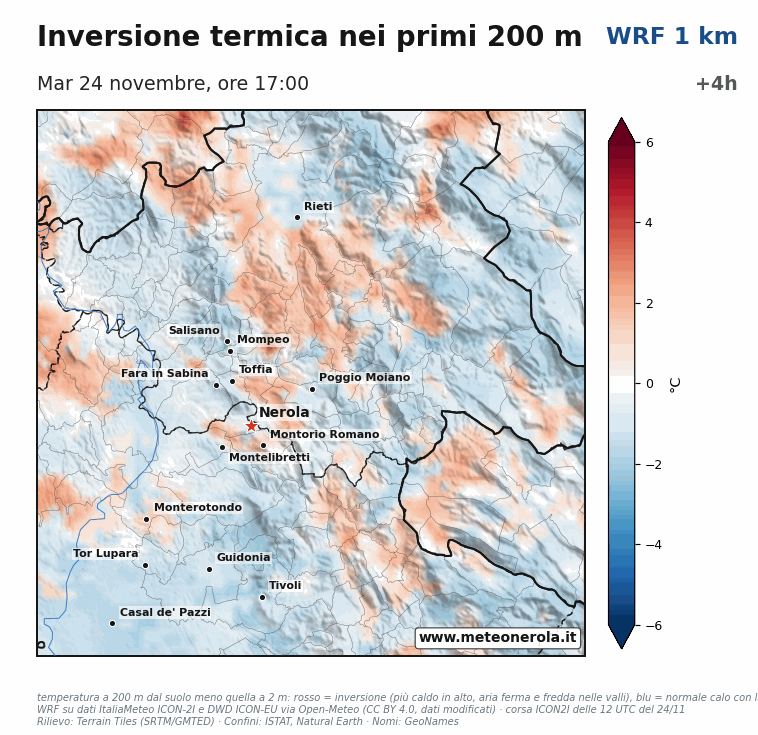 Inversione termica nei primi 200 m WRF 1 km
Mar 24 novembre, ore 17:00 +4h
Rieti
Salisano
Mompeo
Toffia
Fara in Sabina
Poggio Moiano
Nerola
Montorio Romano
Montelibretti
Monterotondo
Tor Lupara
Guidonia
Tivoli
Casal de' Pazzi
www.meteonerola.it
6
4
2
0
−2
−4
−6
°C
temperatura a 200 m dal suolo meno quella a 2 m: rosso = inversione (più caldo in alto, aria ferma e fredda nelle valli), blu = normale calo con
WRF su dati ItaliaMeteo ICON-2I e DWD ICON-EU via Open-Meteo (CC BY 4.0, dati modificati) · corsa ICON2I delle 12 UTC del 24/11
Rilievo: Terrain Tiles (SRTM/GMTED) · Confini: ISTAT, Natural Earth · Nomi: GeoNames